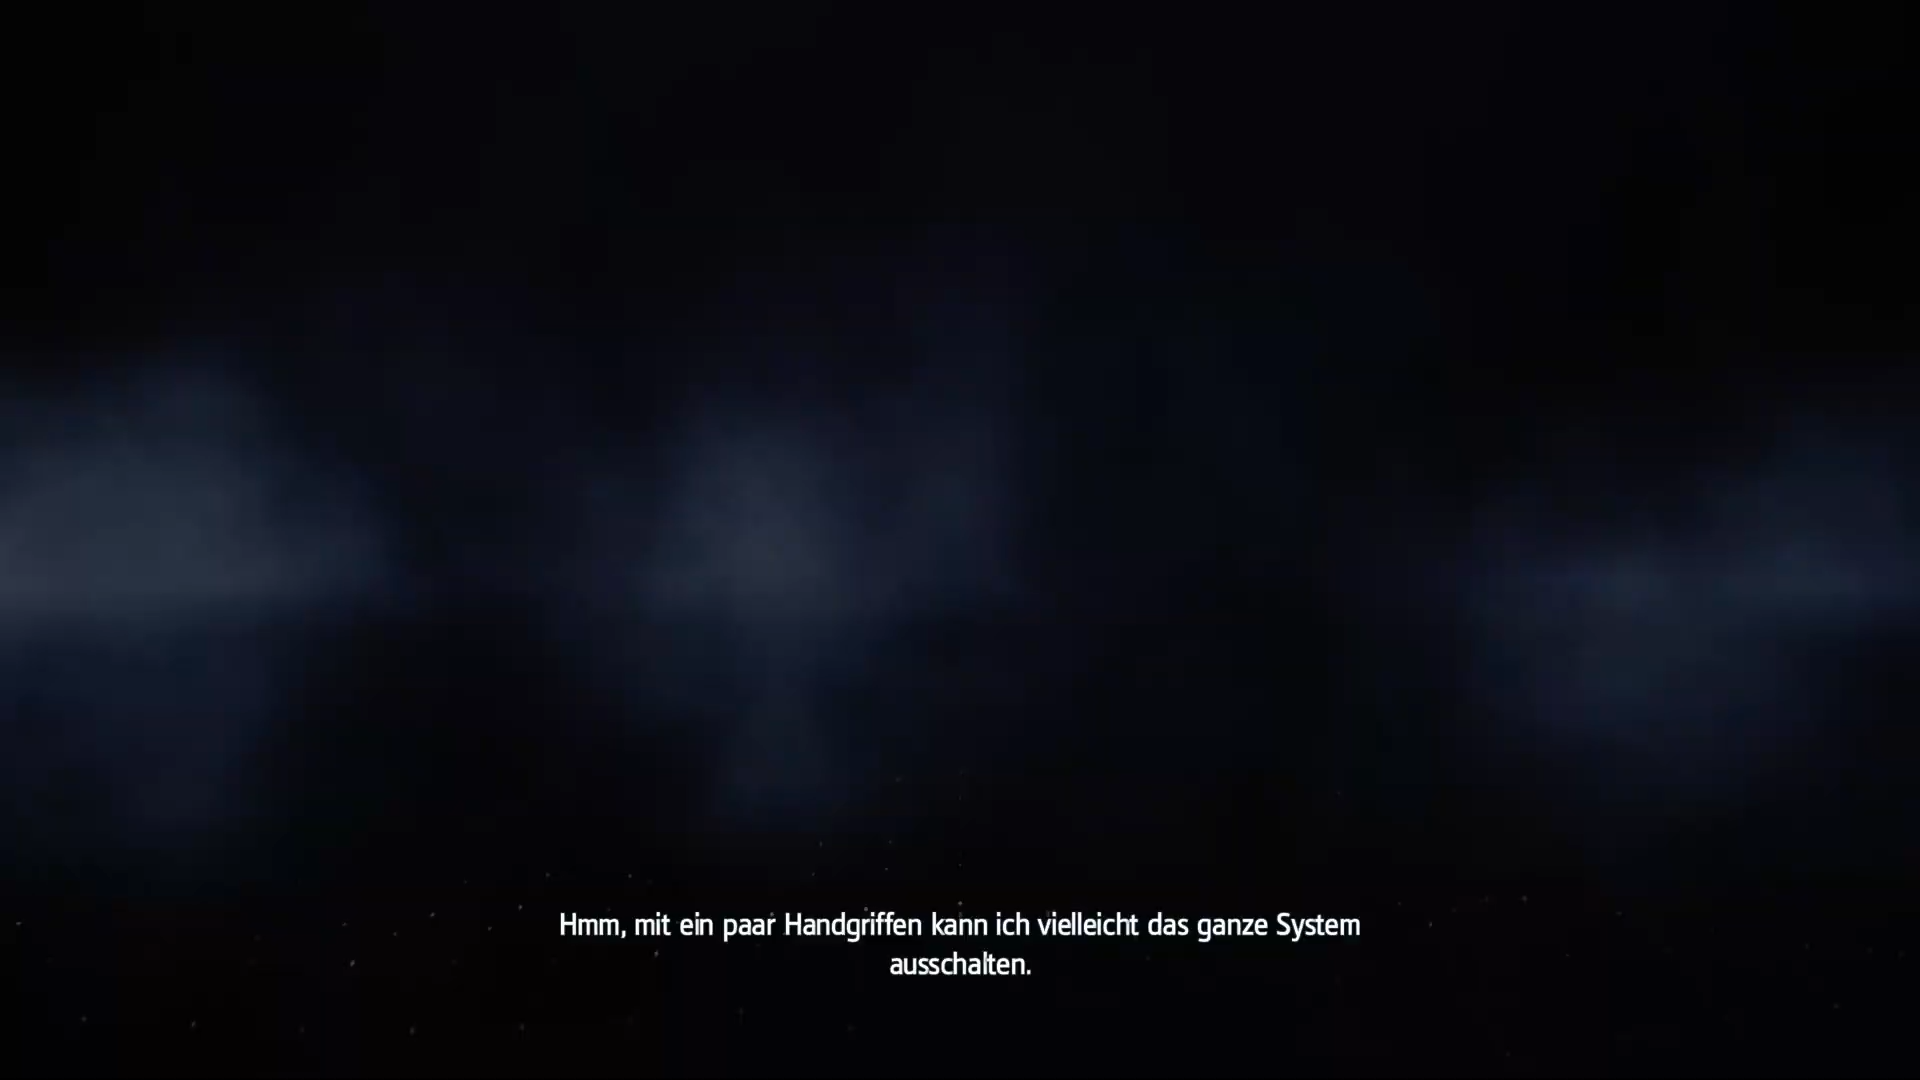 Hmm, mit ein paar Handgriffen kann ich vielleicht das ganze System
ausschalten.